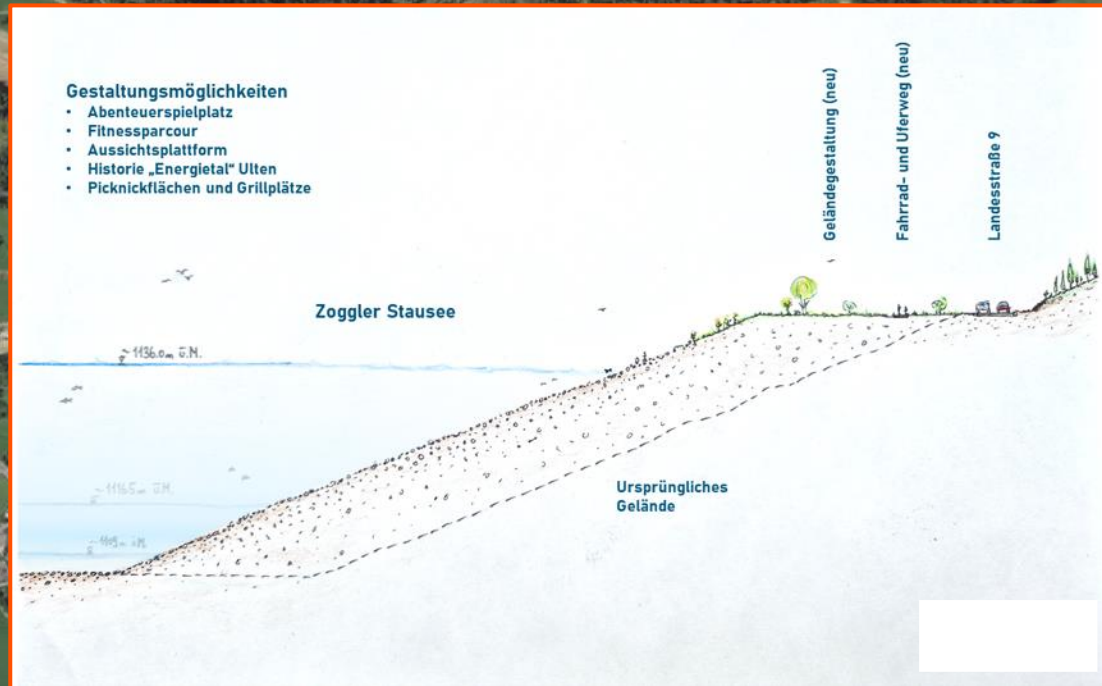 Gestaltungsmöglichkeiten
• Abenteuerspielplatz
• Fitnessparcour
• Aussichtsplattform
• Historie „Energietal“ Ulten
• Picknickflächen und Grillplätze
Geländegestaltung (neu)
Fahrrad- und Uferweg (neu)
Landesstraße 9
Zoggler Stausee
~ 1136.0m ü.M.
Ursprüngliches
Gelände